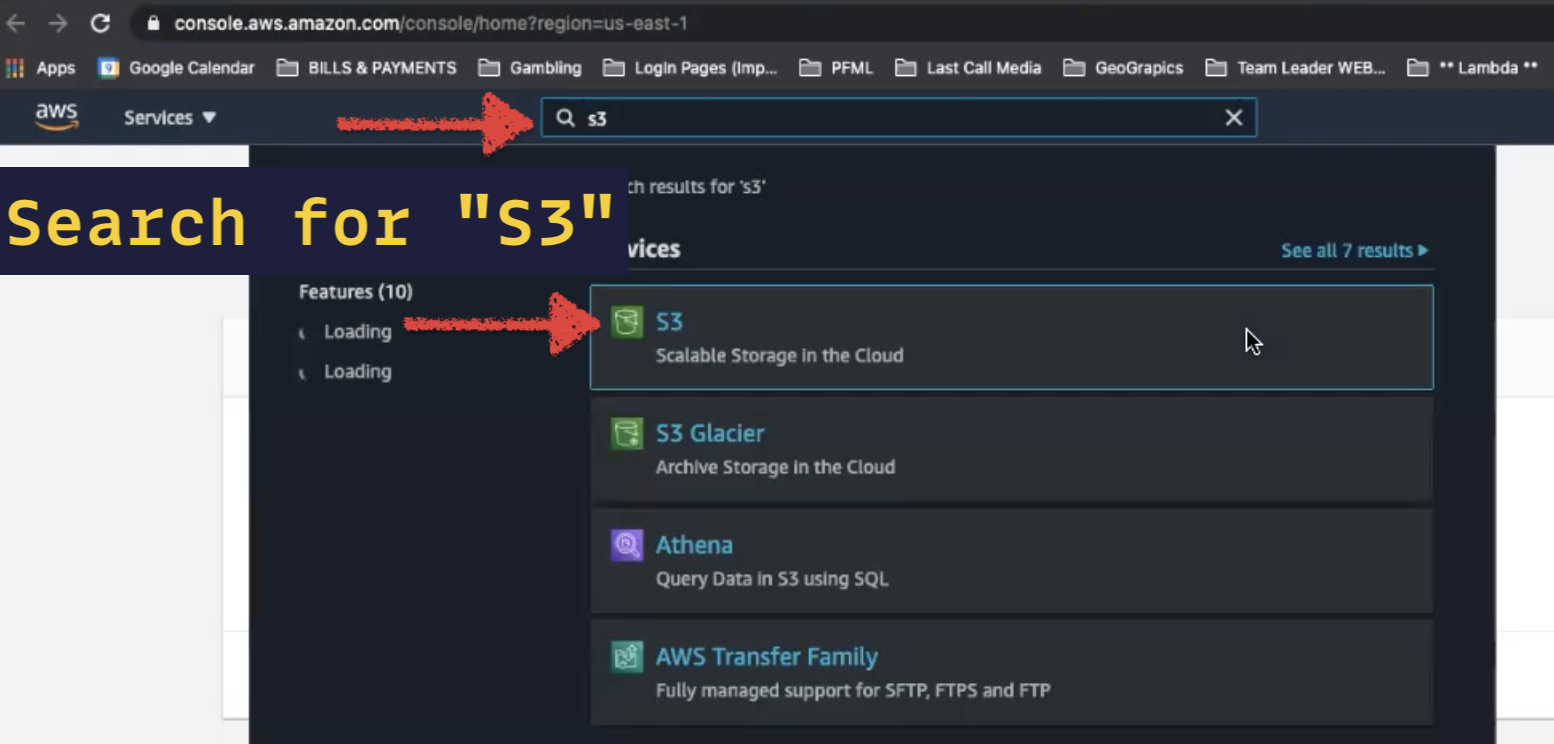 console.aws.amazon.com/console/home?region=us-east-1
Apps Google Calendar BILLS & PAYMENTS Gambling Login Pages (Imp... PFML Last Call Media GeoGrapics Team Leader WEB... ** Lambda **
aws Services ▼ s3
Search for "S3"
ch results for 's3'
vices
See all 7 results ▶
Features (10)
Loading
Loading
S3
Scalable Storage in the Cloud
S3 Glacier
Archive Storage in the Cloud
Athena
Query Data in S3 using SQL
AWS Transfer Family
Fully managed support for SFTP, FTPS and FTP